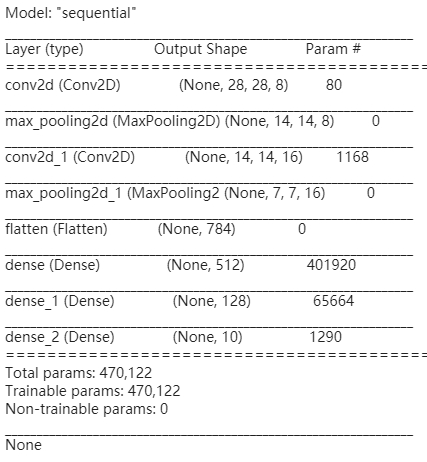 Model: "sequential"
_________________________________________________________________
Layer (type) Output Shape Param #
=================================================================
conv2d (Conv2D) (None, 28, 28, 8) 80
_________________________________________________________________
max_pooling2d (MaxPooling2D) (None, 14, 14, 8) 0
_________________________________________________________________
conv2d_1 (Conv2D) (None, 14, 14, 16) 1168
_________________________________________________________________
max_pooling2d_1 (MaxPooling2 (None, 7, 7, 16) 0
_________________________________________________________________
flatten (Flatten) (None, 784) 0
_________________________________________________________________
dense (Dense) (None, 512) 401920
_________________________________________________________________
dense_1 (Dense) (None, 128) 65664
_________________________________________________________________
dense_2 (Dense) (None, 10) 1290
=================================================================
Total params: 470,122
Trainable params: 470,122
Non-trainable params: 0
_________________________________________________________________
None